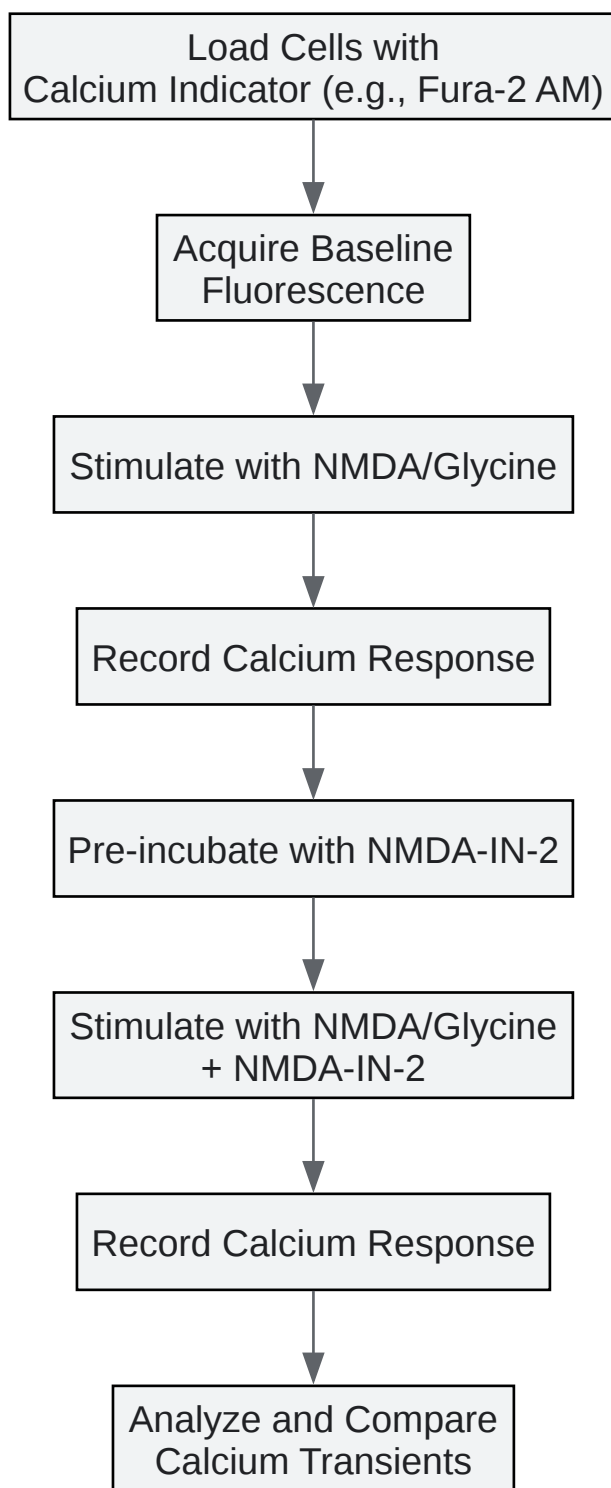 Load Cells with
Calcium Indicator (e.g., Fura-2 AM)
Acquire Baseline
Fluorescence
Stimulate with NMDA/Glycine
Record Calcium Response
Pre-incubate with NMDA-IN-2
Stimulate with NMDA/Glycine
+ NMDA-IN-2
Record Calcium Response
Analyze and Compare
Calcium Transients